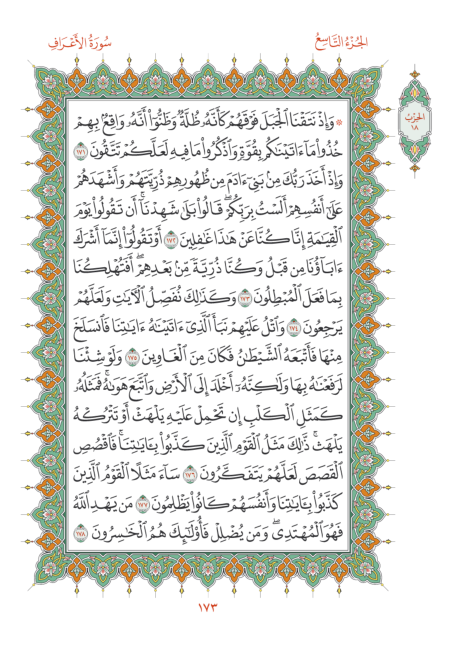 سُورَةُ الْأَعْرَافِ
الجُزْءُ التَّاسِعُ
الحِزْب
١٨
۞ وَإِذْ نَتَقْنَا ٱلْجَبَلَ فَوْقَهُمْ كَأَنَّهُۥ ظُلَّةٌ وَظَنُّوٓا۟ أَنَّهُۥ وَاقِعٌۢ بِهِمْ
خُذُوا۟ مَآ ءَاتَيْنَـٰكُم بِقُوَّةٍ وَٱذْكُرُوا۟ مَا فِيهِ لَعَلَّكُمْ تَتَّقُونَ ١٧١
وَإِذْ أَخَذَ رَبُّكَ مِنۢ بَنِىٓ ءَادَمَ مِن ظُهُورِهِمْ ذُرِّيَّتَهُمْ وَأَشْهَدَهُمْ
عَلَىٰٓ أَنفُسِهِمْ أَلَسْتُ بِرَبِّكُمْ ۖ قَالُوا۟ بَلَىٰ شَهِدْنَآ ۛ أَن تَقُولُوا۟ يَوْمَ
ٱلْقِيَـٰمَةِ إِنَّا كُنَّا عَنْ هَـٰذَا غَـٰفِلِينَ ١٧٢ أَوْ تَقُولُوٓا۟ إِنَّمَآ أَشْرَكَ
ءَابَآؤُنَا مِن قَبْلُ وَكُنَّا ذُرِّيَّةً مِّنۢ بَعْدِهِمْ ۖ أَفَتُهْلِكُنَا
بِمَا فَعَلَ ٱلْمُبْطِلُونَ ١٧٣ وَكَذَٰلِكَ نُفَصِّلُ ٱلْـَٔايَـٰتِ وَلَعَلَّهُمْ
يَرْجِعُونَ ١٧٤ وَٱتْلُ عَلَيْهِمْ نَبَأَ ٱلَّذِىٓ ءَاتَيْنَـٰهُ ءَايَـٰتِنَا فَٱنسَلَخَ
مِنْهَا فَأَتْبَعَهُ ٱلشَّيْطَـٰنُ فَكَانَ مِنَ ٱلْغَاوِينَ ١٧٥ وَلَوْ شِئْنَا
لَرَفَعْنَـٰهُ بِهَا وَلَـٰكِنَّهُۥٓ أَخْلَدَ إِلَى ٱلْأَرْضِ وَٱتَّبَعَ هَوَىٰهُ ۚ فَمَثَلُهُۥ
كَمَثَلِ ٱلْكَلْبِ إِن تَحْمِلْ عَلَيْهِ يَلْهَثْ أَوْ تَتْرُكْهُ
يَلْهَث ۚ ذَّٰلِكَ مَثَلُ ٱلْقَوْمِ ٱلَّذِينَ كَذَّبُوا۟ بِـَٔايَـٰتِنَا ۚ فَٱقْصُصِ
ٱلْقَصَصَ لَعَلَّهُمْ يَتَفَكَّرُونَ ١٧٦ سَآءَ مَثَلًا ٱلْقَوْمُ ٱلَّذِينَ
كَذَّبُوا۟ بِـَٔايَـٰتِنَا وَأَنفُسَهُمْ كَانُوا۟ يَظْلِمُونَ ١٧٧ مَن يَهْدِ ٱللَّهُ
فَهُوَ ٱلْمُهْتَدِى ۖ وَمَن يُضْلِلْ فَأُو۟لَـٰٓئِكَ هُمُ ٱلْخَـٰسِرُونَ ١٧٨
١٧٣